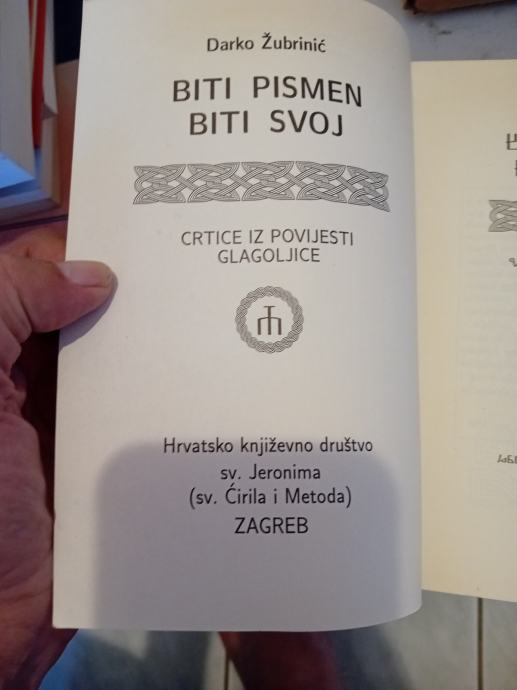 Darko Žubrinić
BITI PISMEN
BITI SVOJ
CRTICE IZ POVIJESTI
GLAGOLJICE
Hrvatsko književno društvo
sv. Jeronima
(sv. Ćirila i Metoda)
ZAGREB